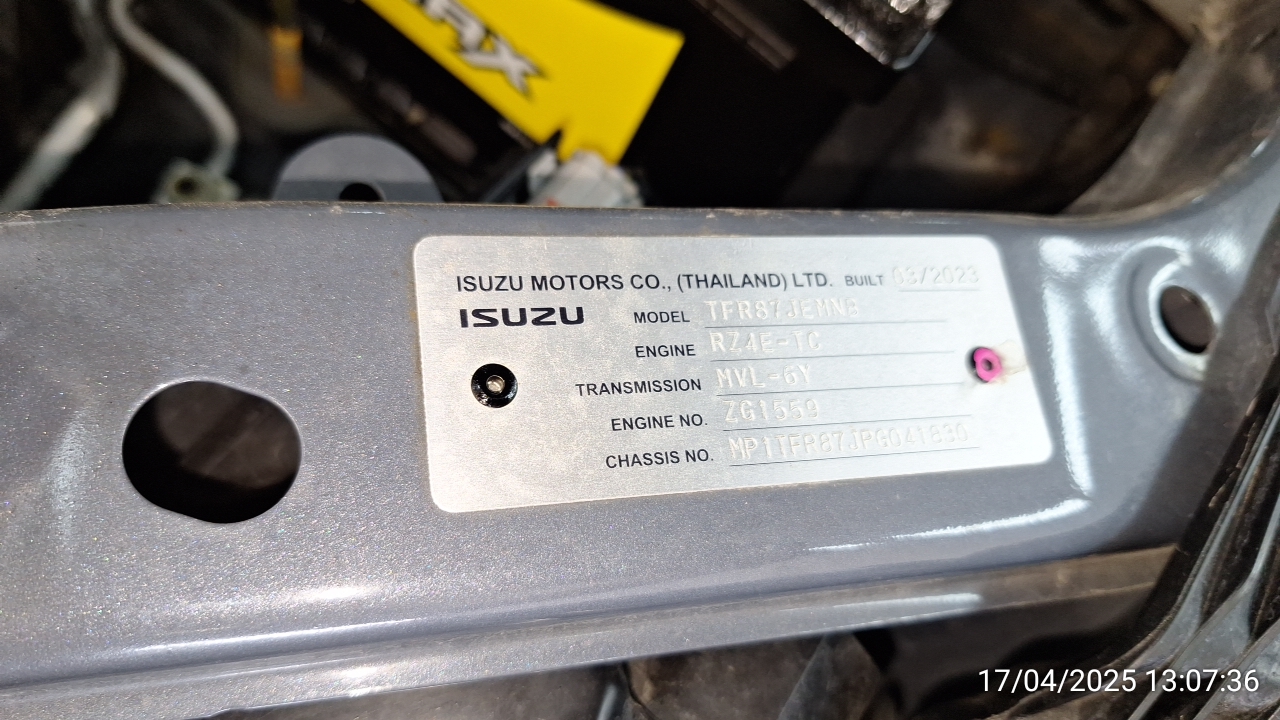 ISUZU MOTORS CO., (THAILAND) LTD. BUILT 03/2023
ISUZU
MODEL TFR87JEMN8
ENGINE RZ4E-TC
TRANSMISSION MVL-6Y
ENGINE NO. ZG1559
CHASSIS NO. MP1TFR87JPG041830
17/04/2025 13:07:36